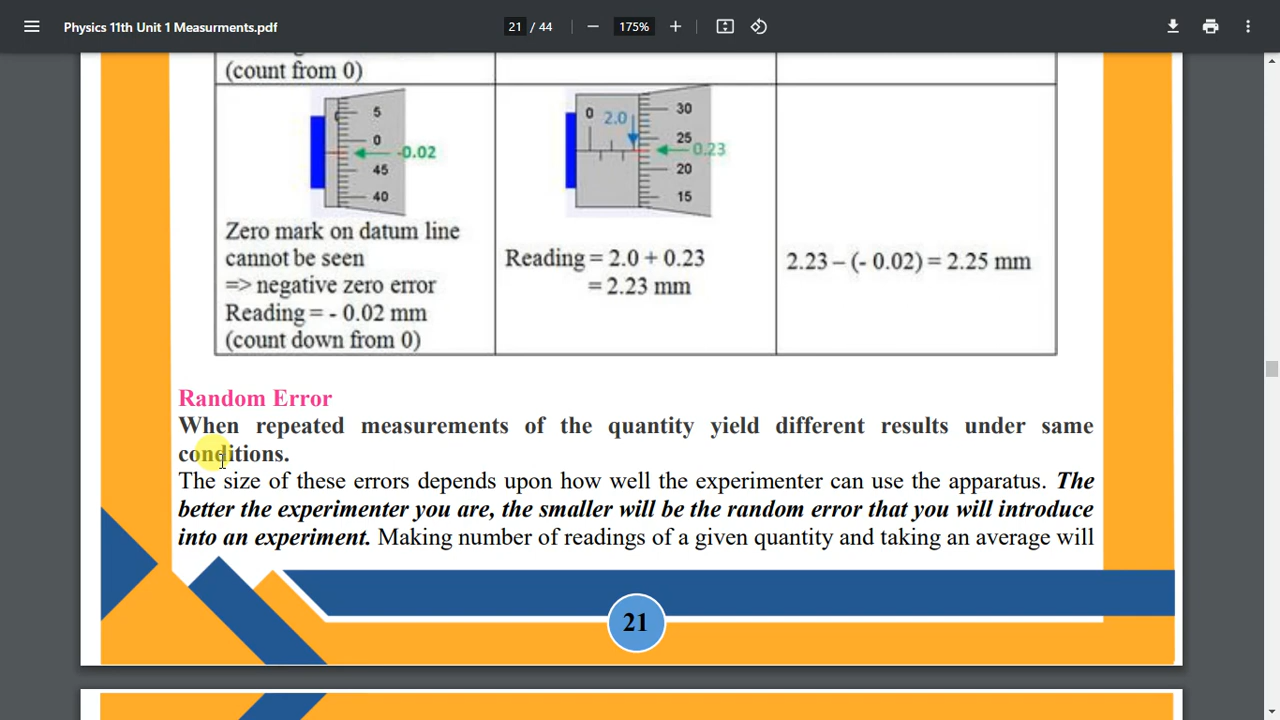 Physics 11th Unit 1 Measurments.pdf
21 / 44
175%
(count from 0)
5
0
-0.02
45
40
Zero mark on datum line
cannot be seen
=> negative zero error
Reading = - 0.02 mm
(count down from 0)
0 2.0
30
25
0.23
20
15
Reading = 2.0 + 0.23
= 2.23 mm
2.23 – (- 0.02) = 2.25 mm
Random Error
When repeated measurements of the quantity yield different results under same
conditions.
The size of these errors depends upon how well the experimenter can use the apparatus. The
better the experimenter you are, the smaller will be the random error that you will introduce
into an experiment. Making number of readings of a given quantity and taking an average will
21